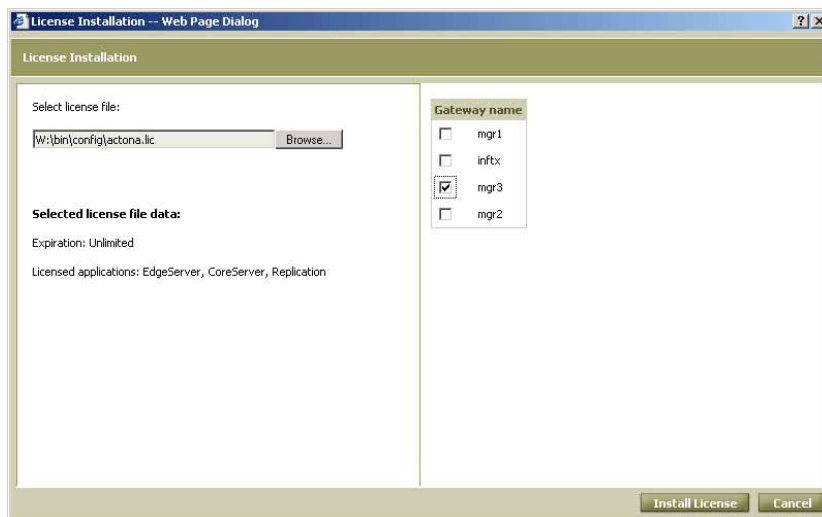 License Installation -- Web Page Dialog
License Installation
Select license file:
W:\bin\config\actona.lic
Browse...
Selected license file data:
Expiration: Unlimited
Licensed applications: EdgeServer, CoreServer, Replication
Gateway name
mgr1
inftx
mgr3
mgr2
Install License
Cancel